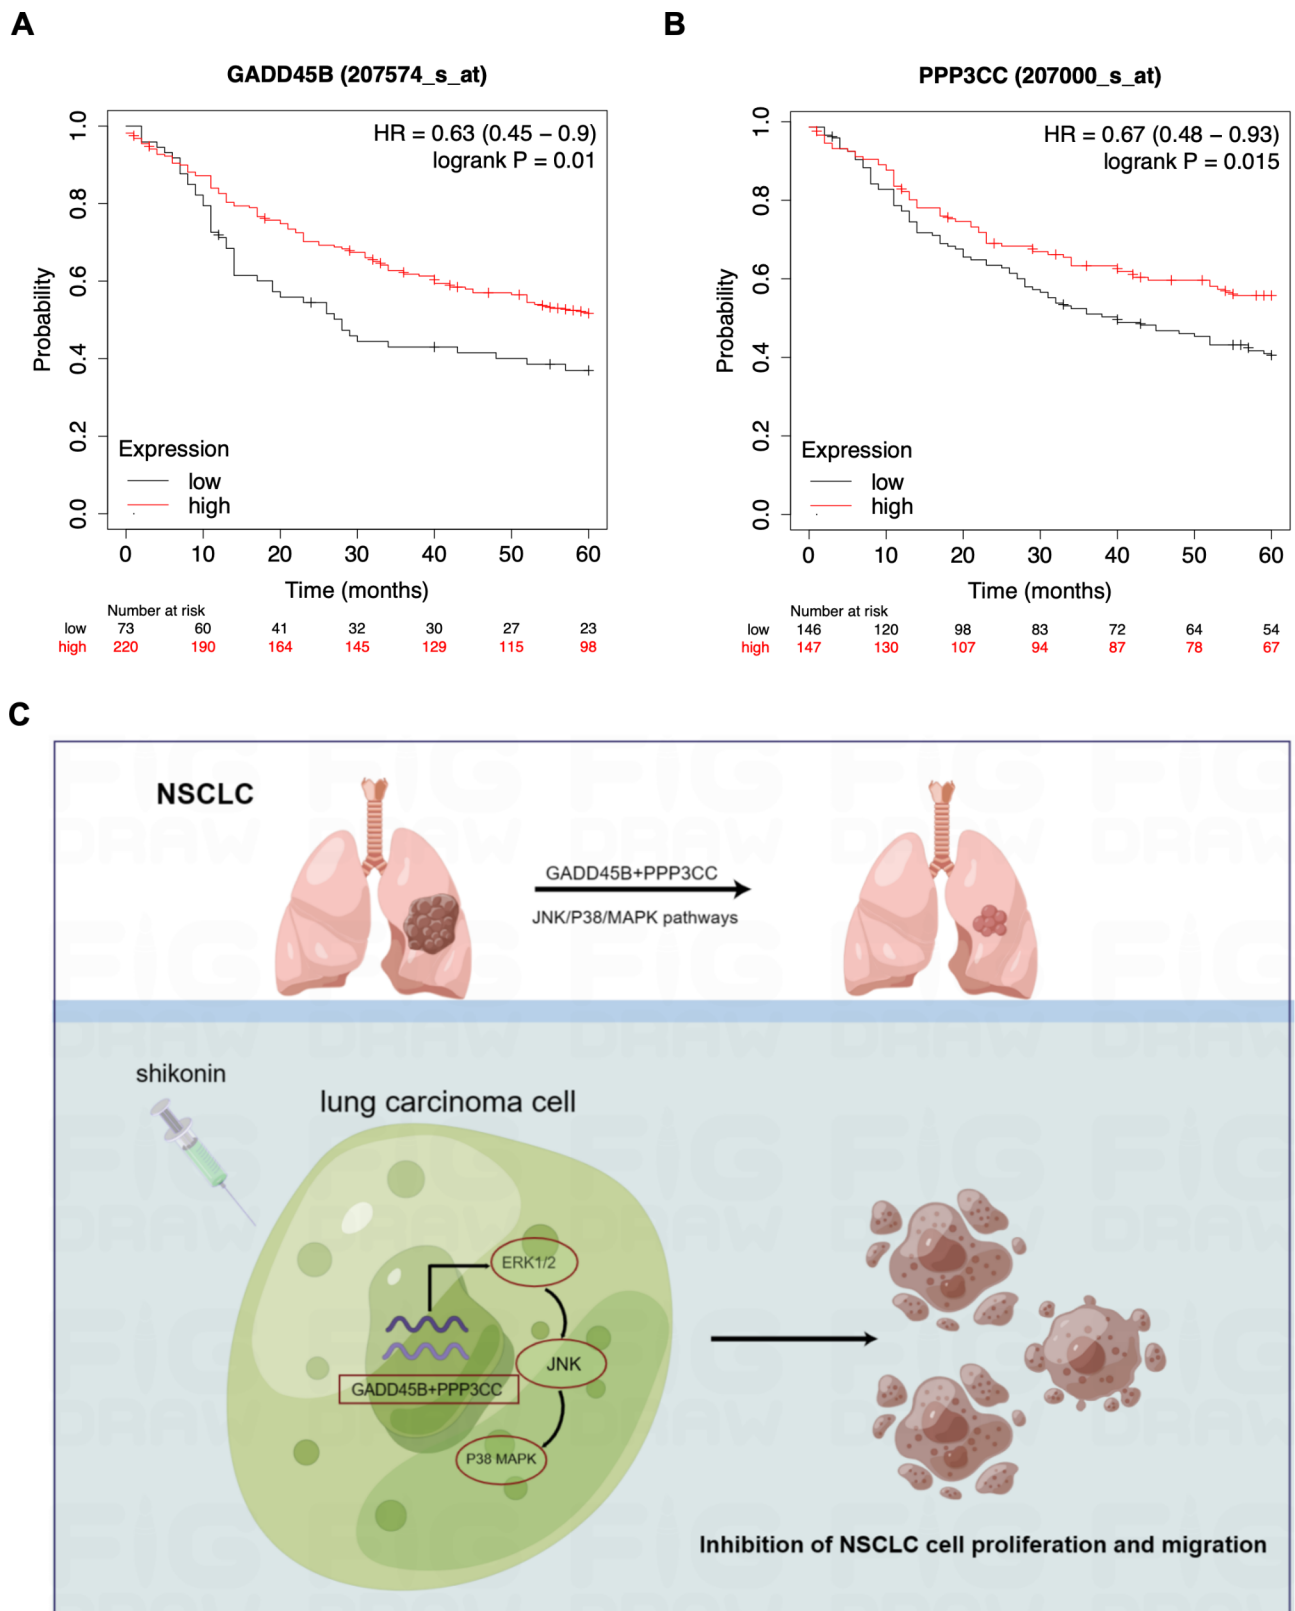 A
GADD45B (207574_s_at)
HR = 0.63 (0.45 − 0.9)
logrank P = 0.01
Probability
1.0
0.8
0.6
0.4
0.2
0.0
Expression
low
high
0 10 20 30 40 50 60
Time (months)
Number at risk
low 73 60 41 32 30 27 23
high 220 190 164 145 129 115 98
B
PPP3CC (207000_s_at)
HR = 0.67 (0.48 − 0.93)
logrank P = 0.015
Probability
1.0
0.8
0.6
0.4
0.2
0.0
Expression
low
high
0 10 20 30 40 50 60
Time (months)
Number at risk
low 146 120 98 83 72 64 54
high 147 130 107 94 87 78 67
C
NSCLC
GADD45B+PPP3CC
JNK/P38/MAPK pathways
shikonin
lung carcinoma cell
ERK1/2
JNK
GADD45B+PPP3CC
P38 MAPK
Inhibition of NSCLC cell proliferation and migration
FIG DRAW